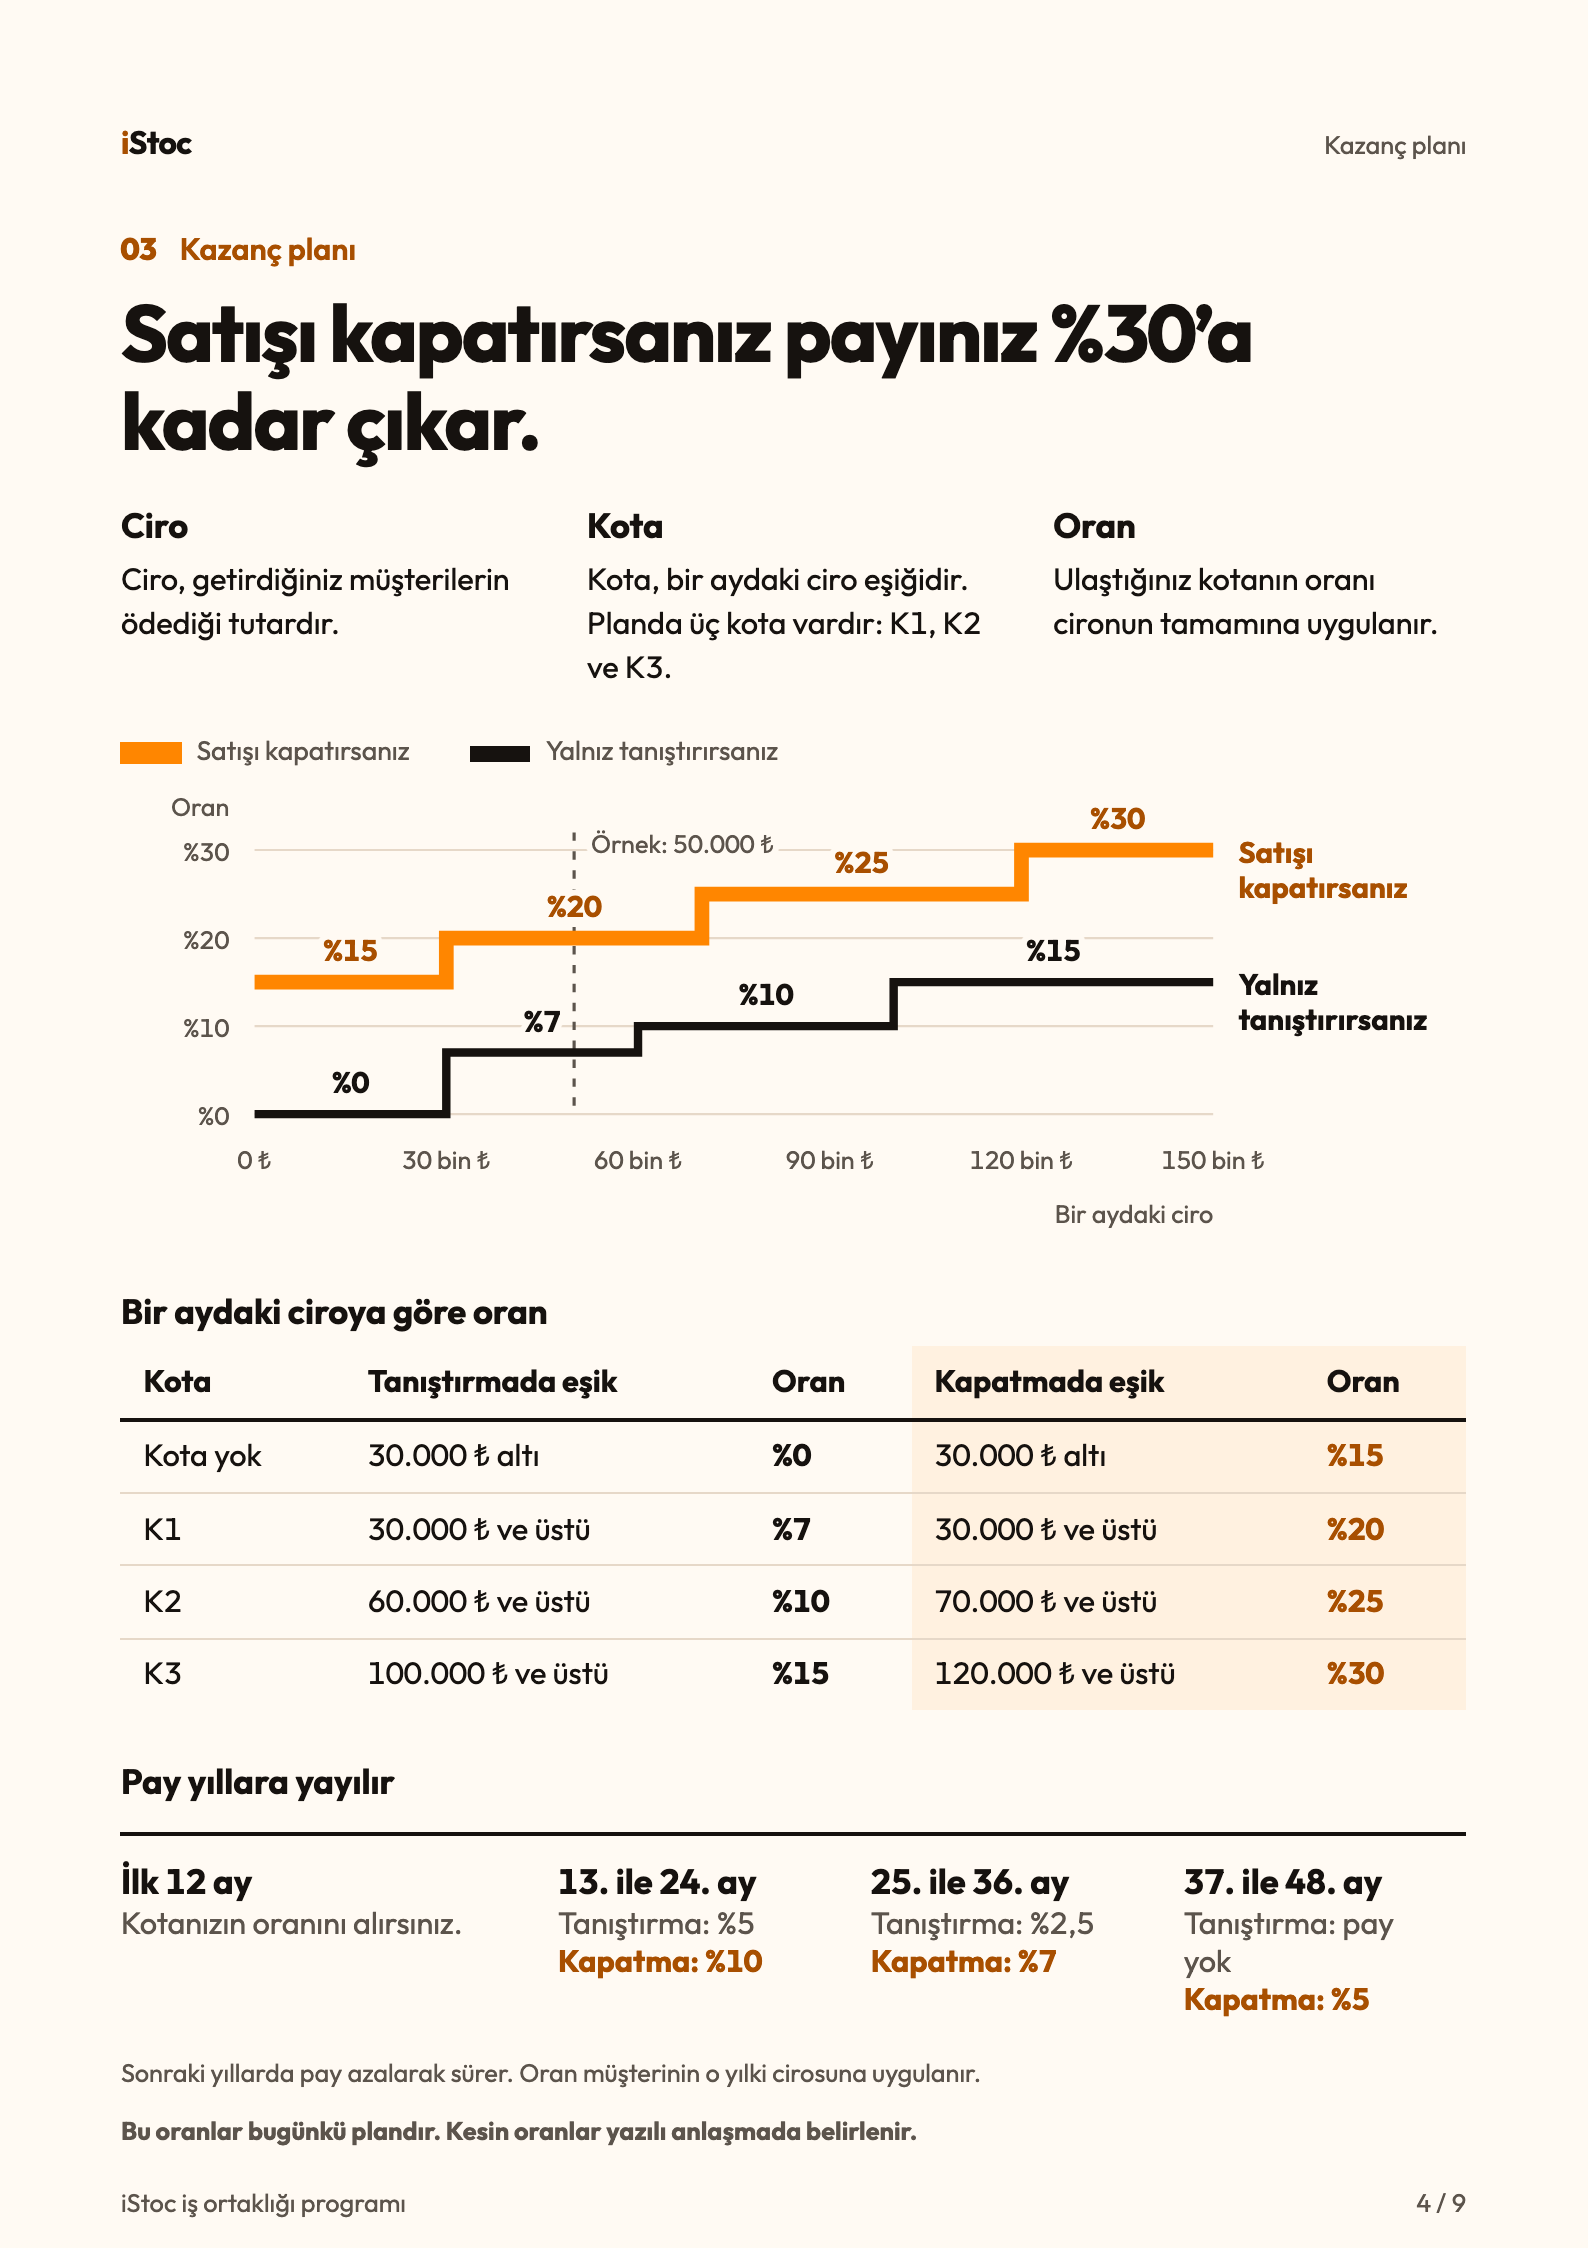 iStoc
Kazanç planı
03 Kazanç planı
Satışı kapatırsanız payınız %30’a
kadar çıkar.
Ciro
Ciro, getirdiğiniz müşterilerin
ödediği tutardır.
Kota
Kota, bir aydaki ciro eşiğidir.
Planda üç kota vardır: K1, K2
ve K3.
Oran
Ulaştığınız kotanın oranı
cironun tamamına uygulanır.
Satışı kapatırsanız
Yalnız tanıştırırsanız
Oran
%30
%20
%10
%0
Örnek: 50.000 ₺
%15
%20
%25
%30
Satışı
kapatırsanız
%0
%7
%10
%15
Yalnız
tanıştırırsanız
0 ₺ 30 bin ₺ 60 bin ₺ 90 bin ₺ 120 bin ₺ 150 bin ₺
Bir aydaki ciro
Bir aydaki ciroya göre oran
Kota Tanıştırmada eşik Oran Kapatmada eşik Oran
Kota yok 30.000 ₺ altı %0 30.000 ₺ altı %15
K1 30.000 ₺ ve üstü %7 30.000 ₺ ve üstü %20
K2 60.000 ₺ ve üstü %10 70.000 ₺ ve üstü %25
K3 100.000 ₺ ve üstü %15 120.000 ₺ ve üstü %30
Pay yıllara yayılır
İlk 12 ay
Kotanızın oranını alırsınız.
13. ile 24. ay
Tanıştırma: %5
Kapatma: %10
25. ile 36. ay
Tanıştırma: %2,5
Kapatma: %7
37. ile 48. ay
Tanıştırma: pay
yok
Kapatma: %5
Sonraki yıllarda pay azalarak sürer. Oran müşterinin o yılki cirosuna uygulanır.
Bu oranlar bugünkü plandır. Kesin oranlar yazılı anlaşmada belirlenir.
iStoc iş ortaklığı programı
4 / 9